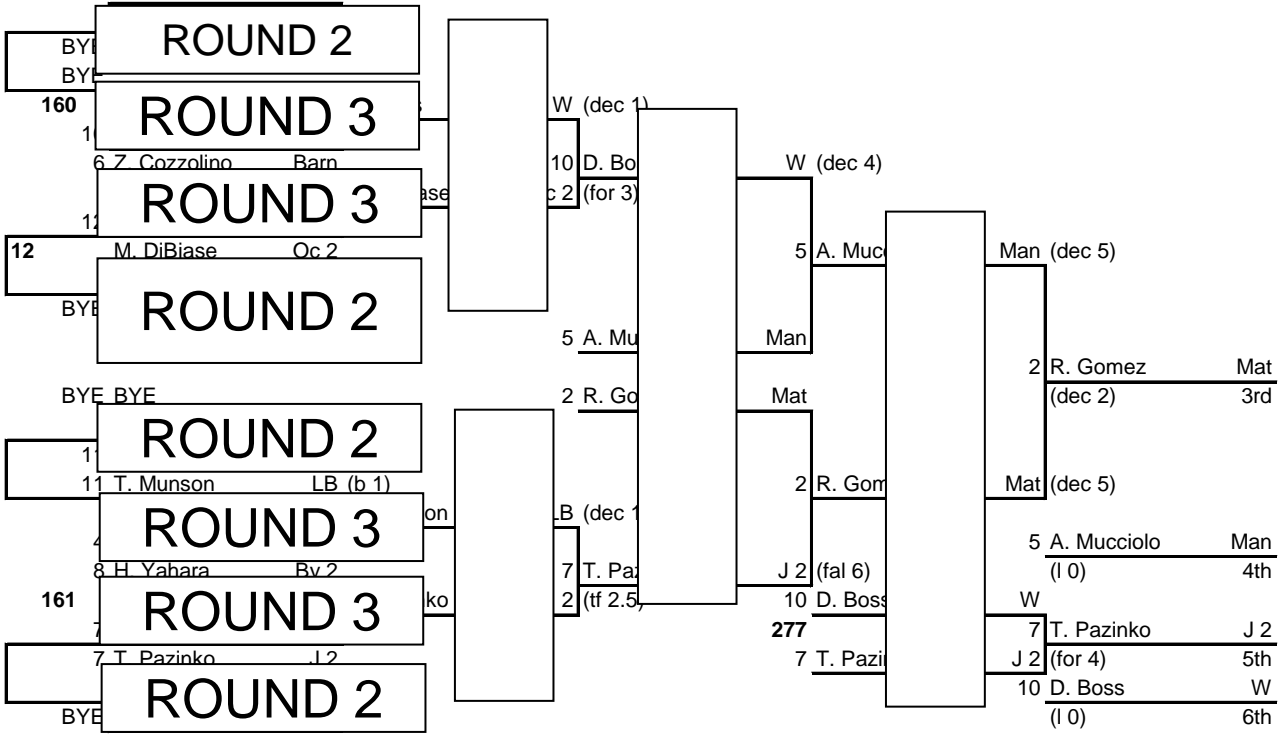 ROUND 2
BYE
BYE
160
ROUND 3
W (dec 1)
6 Z. Cozzolino Barn
10 D. Bo
W (dec 4)
ROUND 3
2 (for 3)
12 M. DiBiase Oc 2
5 A. Muc
Man (dec 5)
ROUND 2
BYE
5 A. Mu
Man
2 R. Gomez Mat
BYE BYE
2 R. Go
Mat
(dec 2) 3rd
ROUND 2
11 T. Munson LB (b 1)
2 R. Gom
Mat (dec 5)
ROUND 3
on
LB (dec 1
5 A. Mucciolo Man
8 H. Yahara By 2
7 T. Paz
J 2 (fal 6)
(l 0) 4th
161
ROUND 3
ko
2 (tf 2.5)
10 D. Boss
W
277
7 T. Pazinko J 2
7 T. Pazinko J 2
7 T. Pazi
J 2 (for 4)
5th
ROUND 2
10 D. Boss W
BYE
(l 0) 6th